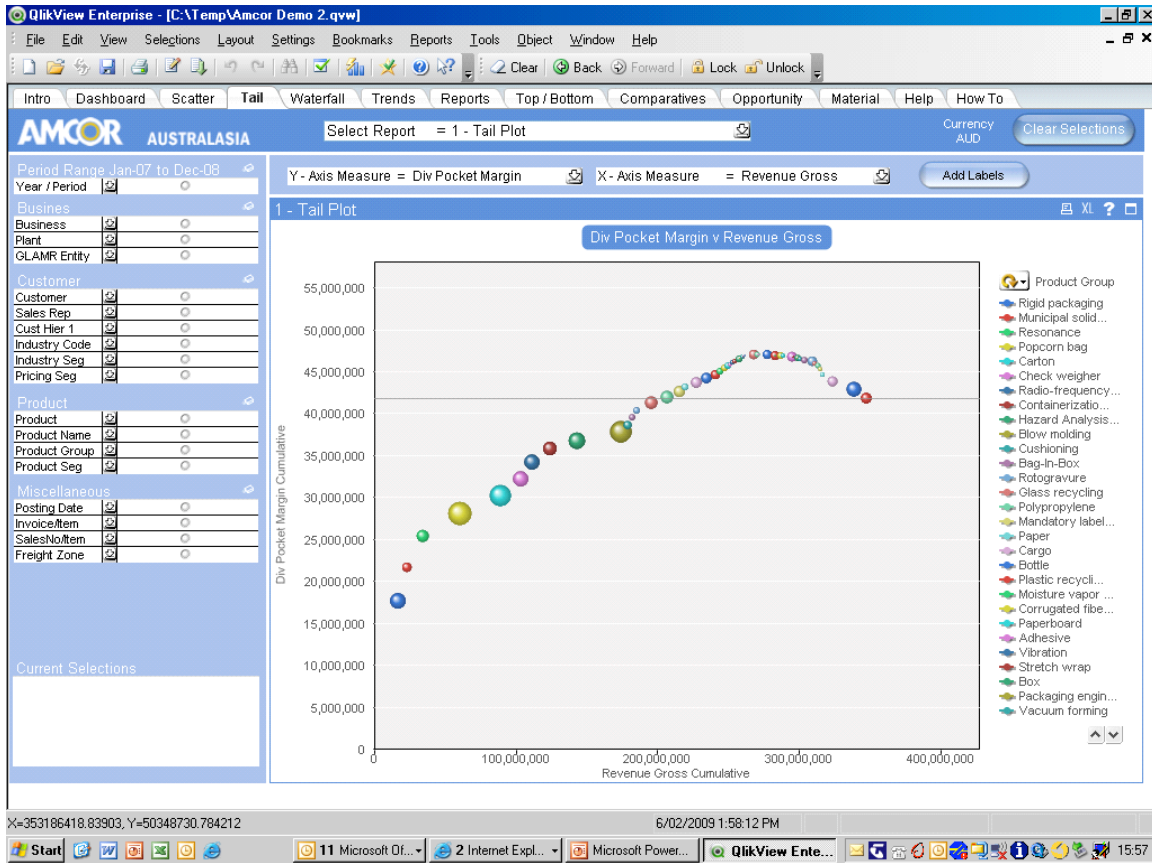 QlikView Enterprise - [C:\Temp\Amcor Demo 2.qvw]
File Edit View Selections Layout Settings Bookmarks Reports Tools Object Window Help
Clear Back Forward Lock Unlock
Intro Dashboard Scatter Tail Waterfall Trends Reports Top / Bottom Comparatives Opportunity Material Help How To
AMCOR AUSTRALASIA
Select Report = 1 - Tail Plot
Currency
AUD
Clear Selections
Period Range Jan-07 to Dec-08
Year / Period
Y - Axis Measure = Div Pocket Margin
X - Axis Measure = Revenue Gross
Add Labels
Busines
Business
Plant
GLAMR Entity
Customer
Customer
Sales Rep
Cust Hier 1
Industry Code
Industry Seg
Pricing Seg
Product
Product
Product Name
Product Group
Product Seg
Miscellaneous
Posting Date
Invoice/Item
SalesNo/Item
Freight Zone
Current Selections
1 - Tail Plot
XL ?
Div Pocket Margin v Revenue Gross
55,000,000
50,000,000
45,000,000
40,000,000
35,000,000
30,000,000
25,000,000
20,000,000
15,000,000
10,000,000
5,000,000
0
Div Pocket Margin Cumulative
0
100,000,000
200,000,000
300,000,000
400,000,000
Revenue Gross Cumulative
Product Group
Rigid packaging
Municipal solid...
Resonance
Popcorn bag
Carton
Check weigher
Radio-frequency...
Containerizatio...
Hazard Analysis...
Blow molding
Cushioning
Bag-In-Box
Rotogravure
Glass recycling
Polypropylene
Mandatory label...
Paper
Cargo
Bottle
Plastic recycli...
Moisture vapor ...
Corrugated fibe...
Paperboard
Adhesive
Vibration
Stretch wrap
Box
Packaging engin...
Vacuum forming
X=353186418.83903, Y=50348730.784212
6/02/2009 1:58:12 PM
Start
11 Microsoft Of...
2 Internet Expl...
Microsoft Power...
QlikView Ente...
15:57